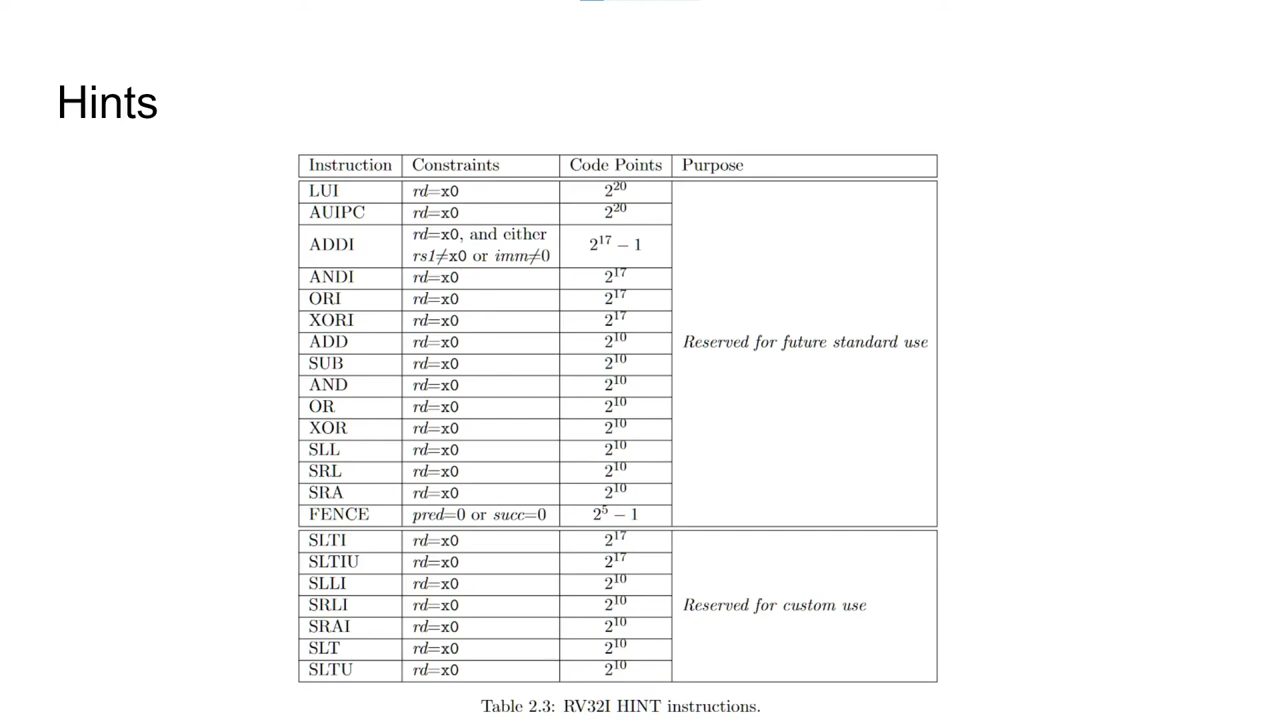 Hints
Instruction Constraints Code Points Purpose
LUI rd=x0 2^20
AUIPC rd=x0 2^20
ADDI rd=x0, and either rs1≠x0 or imm≠0 2^17 − 1
ANDI rd=x0 2^17
ORI rd=x0 2^17
XORI rd=x0 2^17
ADD rd=x0 2^10 Reserved for future standard use
SUB rd=x0 2^10
AND rd=x0 2^10
OR rd=x0 2^10
XOR rd=x0 2^10
SLL rd=x0 2^10
SRL rd=x0 2^10
SRA rd=x0 2^10
FENCE pred=0 or succ=0 2^5 − 1
SLTI rd=x0 2^17
SLTIU rd=x0 2^17
SLLI rd=x0 2^10
SRLI rd=x0 2^10 Reserved for custom use
SRAI rd=x0 2^10
SLT rd=x0 2^10
SLTU rd=x0 2^10
Table 2.3: RV32I HINT instructions.